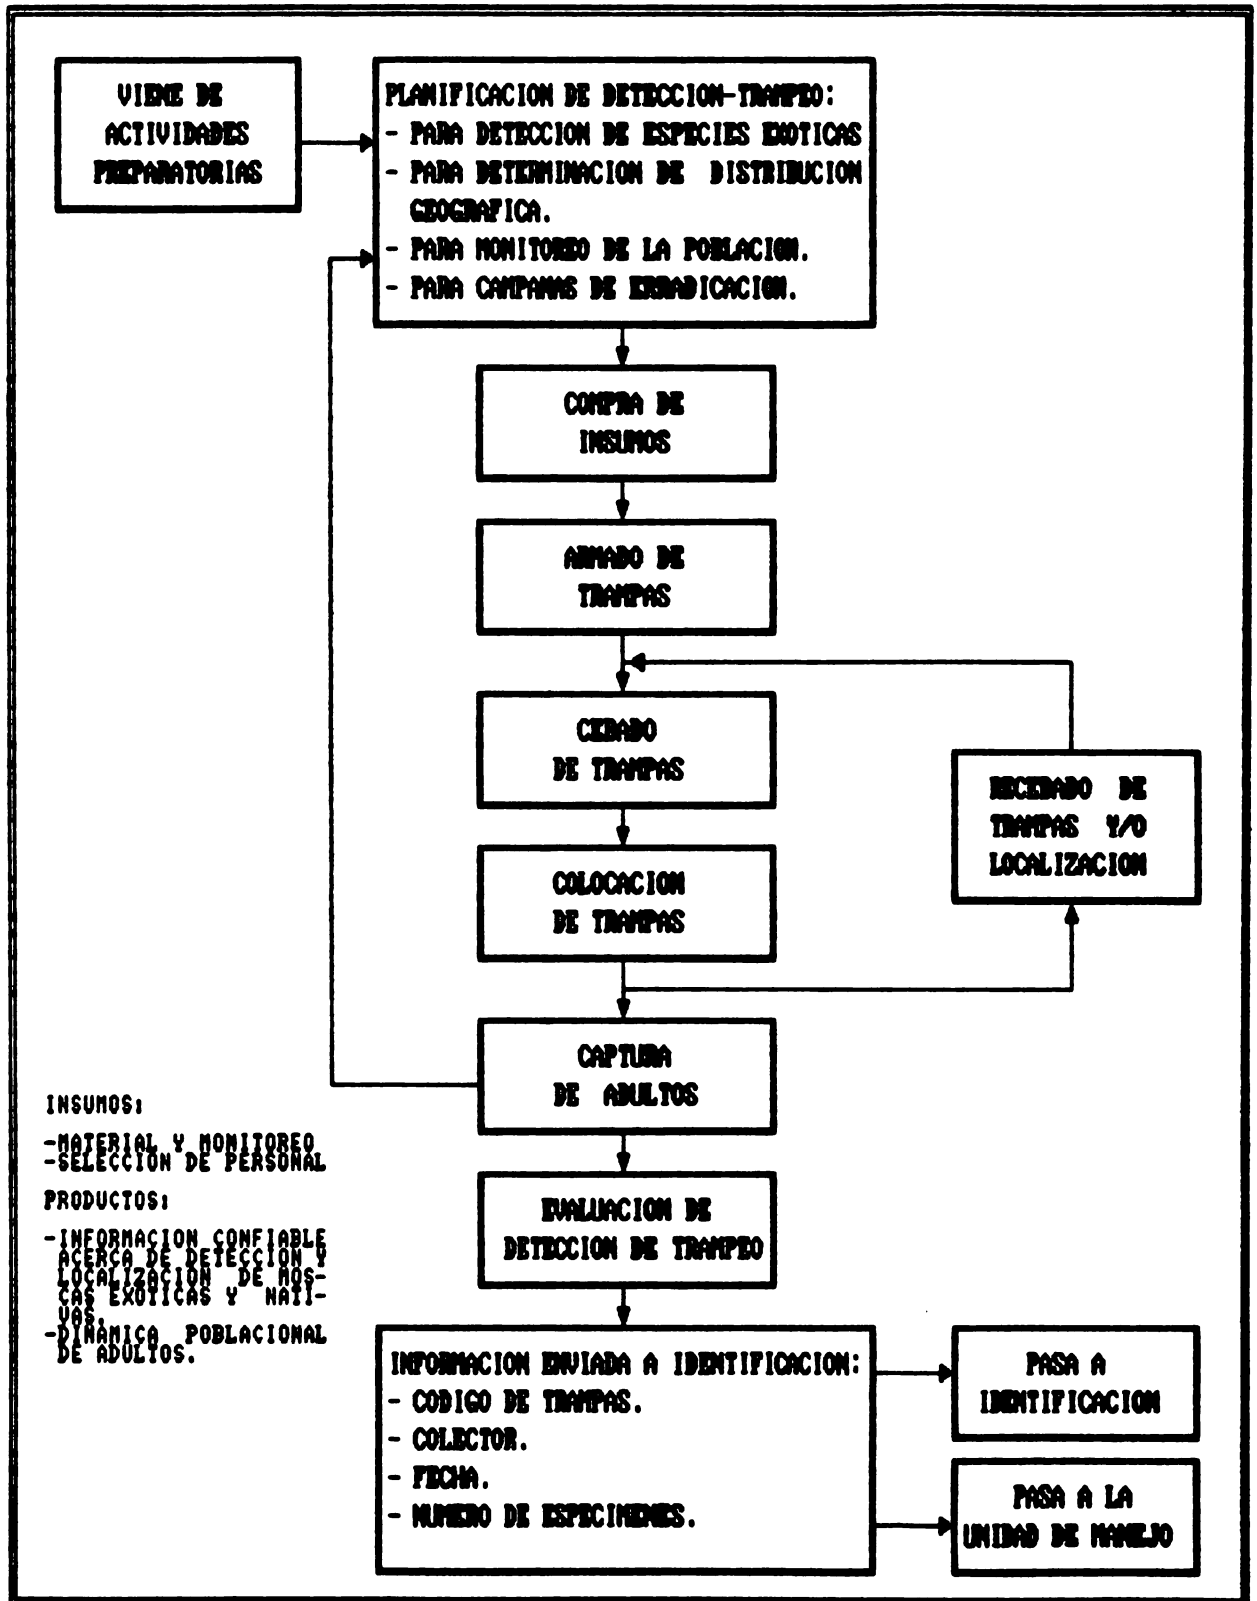 VIENE DE
ACTIVIDADES
PREPARATORIAS
PLANIFICACION DE DETECCION-TRAMPEO:
- PARA DETECCION DE ESPECIES EXOTICAS
- PARA DETERMINACION DE DISTRIBUCION
GEOGRAFICA.
- PARA MONITOREO DE LA POBLACION.
- PARA CAMPANAS DE ERRADICACION.
COMPRA DE
INSUMOS
ARMADO DE
TRAMPAS
CEBADO
DE TRAMPAS
RECEBADO DE
TRAMPAS Y/O
LOCALIZACION
COLOCACION
DE TRAMPAS
CAPTURA
DE ADULTOS
INSUMOS:
-MATERIAL Y MONITOREO
-SELECCION DE PERSONAL
PRODUCTOS:
-INFORMACION CONFIABLE
ACERCA DE DETECCION Y
LOCALIZACION DE MOS-
CAS EXOTICAS Y NATI-
VAS.
-DINAMICA POBLACIONAL
DE ADULTOS.
EVALUACION DE
DETECCION DE TRAMPEO
INFORMACION ENVIADA A IDENTIFICACION:
- CODIGO DE TRAMPAS.
- COLECTOR.
- FECHA.
- NUMERO DE ESPECIMENES.
PASA A
IDENTIFICACION
PASA A LA
UNIDAD DE MANEJO